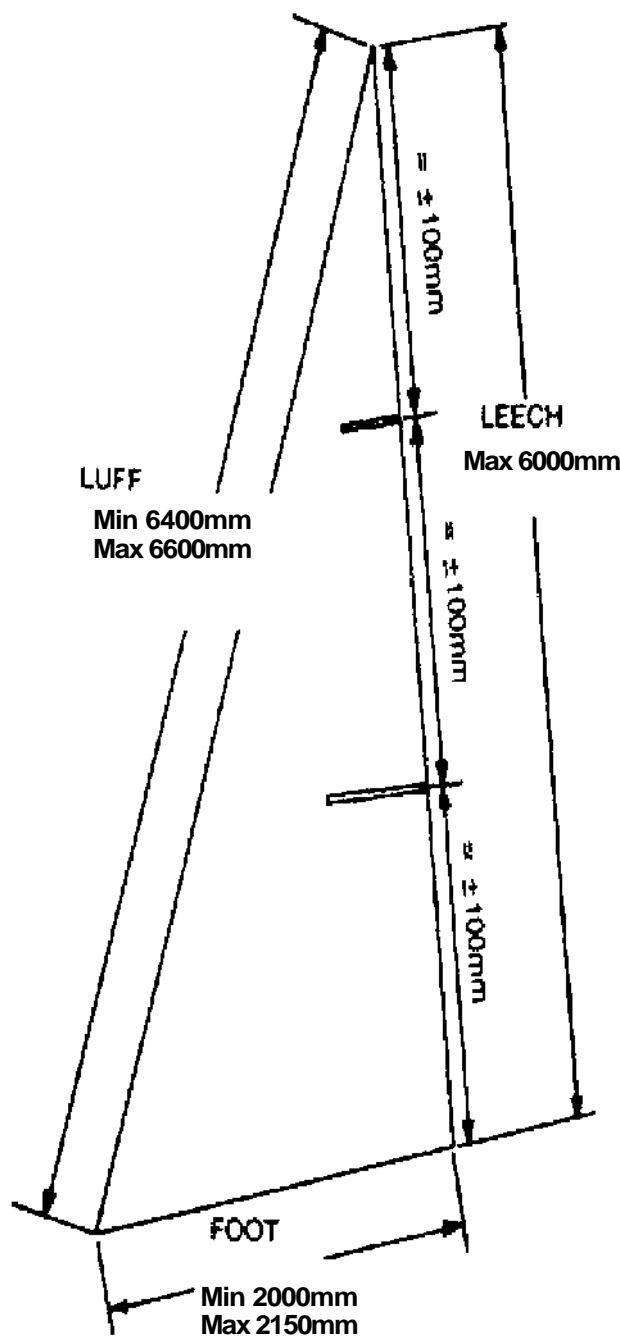 = ± 100mm
LEECH
Max 6000mm
LUFF
Min 6400mm
Max 6600mm
= ± 100mm
= ± 100mm
FOOT
Min 2000mm
Max 2150mm